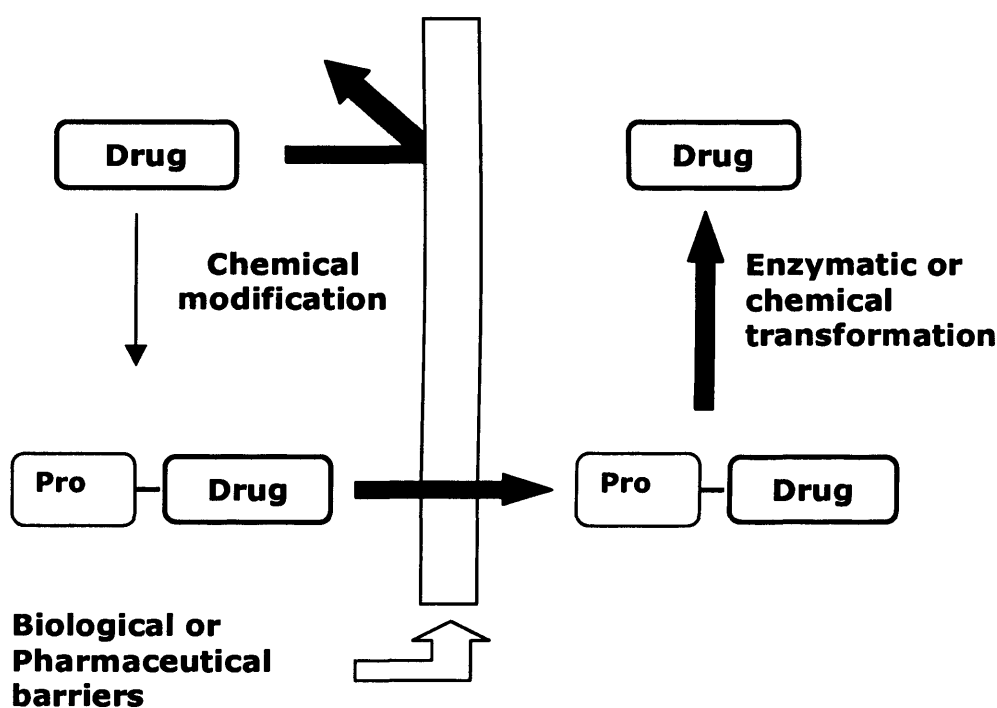 Drug
Drug
Chemical
modification
Enzymatic or
chemical
transformation
Pro
Drug
Pro
Drug
Biological or
Pharmaceutical
barriers